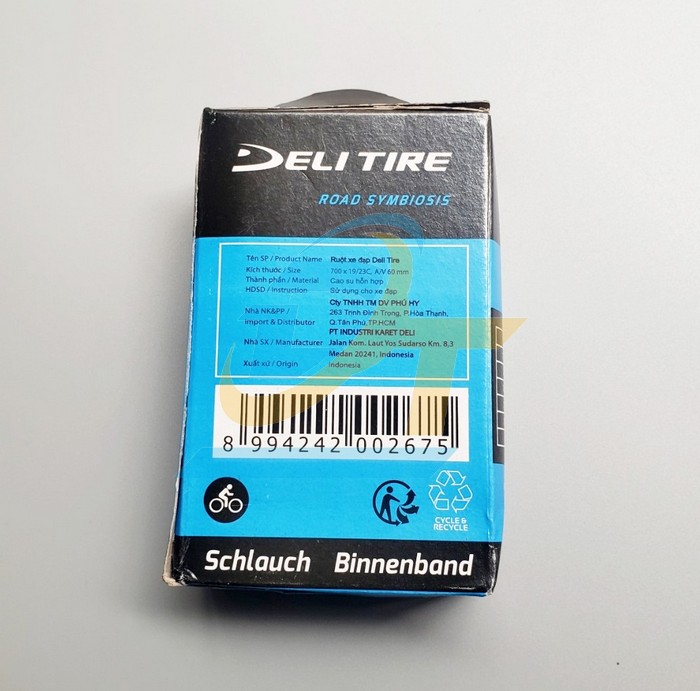 DELI TIRE
ROAD SYMBIOSIS
Tên SP / Product Name Ruột xe đạp Deli Tire
Kích thước / Size 700 x 19/23C, A/V 60 mm
Thành phần / Material Cao su hỗn hợp
HDSD / Instruction Sử dụng cho xe đạp
Nhà NK&PP / Import & Distributor Cty TNHH TM DV PHÚ HY
263 Trịnh Đình Trọng, P.Hòa Thạnh,
Q.Tân Phú, TP.HCM
Nhà SX / Manufacturer PT INDUSTRI KARET DELI
Jalan Kom. Laut Yos Sudarso Km. 8,3
Medan 20241, Indonesia
Xuất xứ / Origin Indonesia
8 994242 002675
CYCLE &
RECYCLE
Schlauch Binnenband